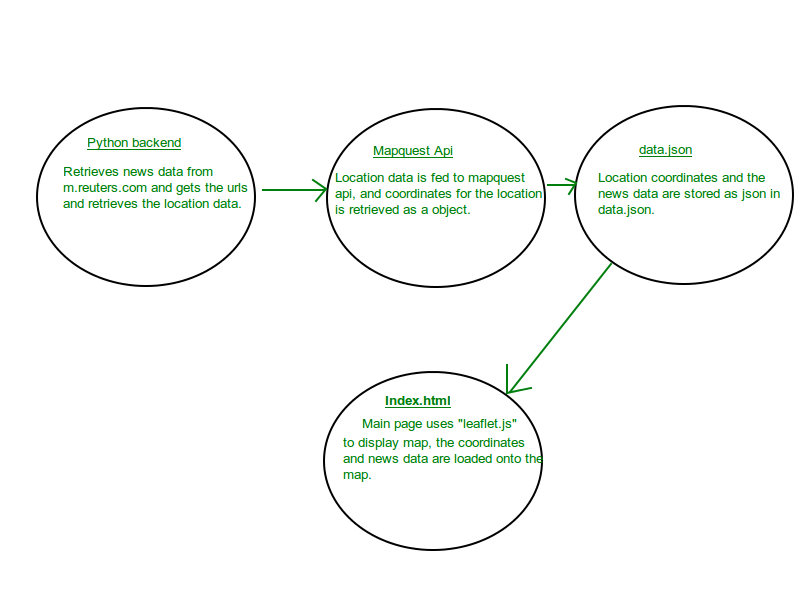 Python backend
Retrieves news data from
m.reuters.com and gets the urls
and retrieves the location data.
Mapquest Api
Location data is fed to mapquest
api, and coordinates for the location
is retrieved as a object.
data.json
Location coordinates and the
news data are stored as json in
data.json.
Index.html
Main page uses "leaflet.js"
to display map, the coordinates
and news data are loaded onto the
map.